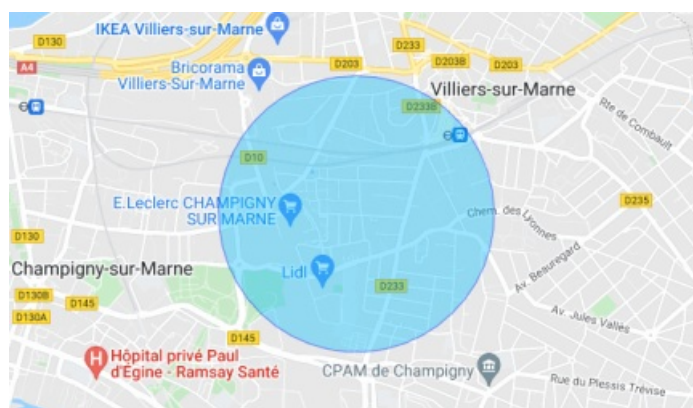 IKEA Villiers-sur-Marne
D130
D233
D203
D203B
D203
A4
Bricorama
Villiers-Sur-Marne
Villiers-sur-Marne
D233B
Rte de Combault
D10
E.Leclerc CHAMPIGNY
SUR MARNE
D235
Chem. des Lyonnes
D130
Champigny-sur-Marne
Lidl
Av. Beauregard
D233
D130B
D145
D130A
Av. Jules Vallès
D145
H
Hôpital privé Paul
d'Egine - Ramsay Santé
CPAM de Champigny
Rue du Plessis Trévise